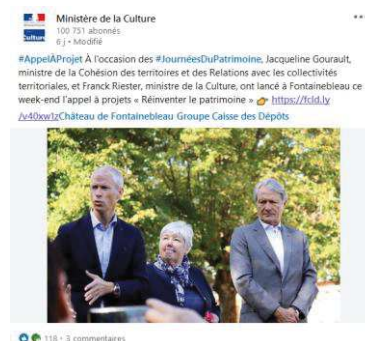 Ministère de la Culture
100 751 abonnés
6 j • Modifié
#AppelÀProjet À l'occasion des #JournéesDuPatrimoine, Jacqueline Gourault,
ministre de la Cohésion des territoires et des Relations avec les collectivités
territoriales, et Franck Riester, ministre de la Culture, ont lancé à Fontainebleau ce
week-end l'appel à projets « Réinventer le patrimoine » 👉 https://fcld.ly
/v40xw1zChâteau de Fontainebleau Groupe Caisse des Dépôts
118 • 3 commentaires